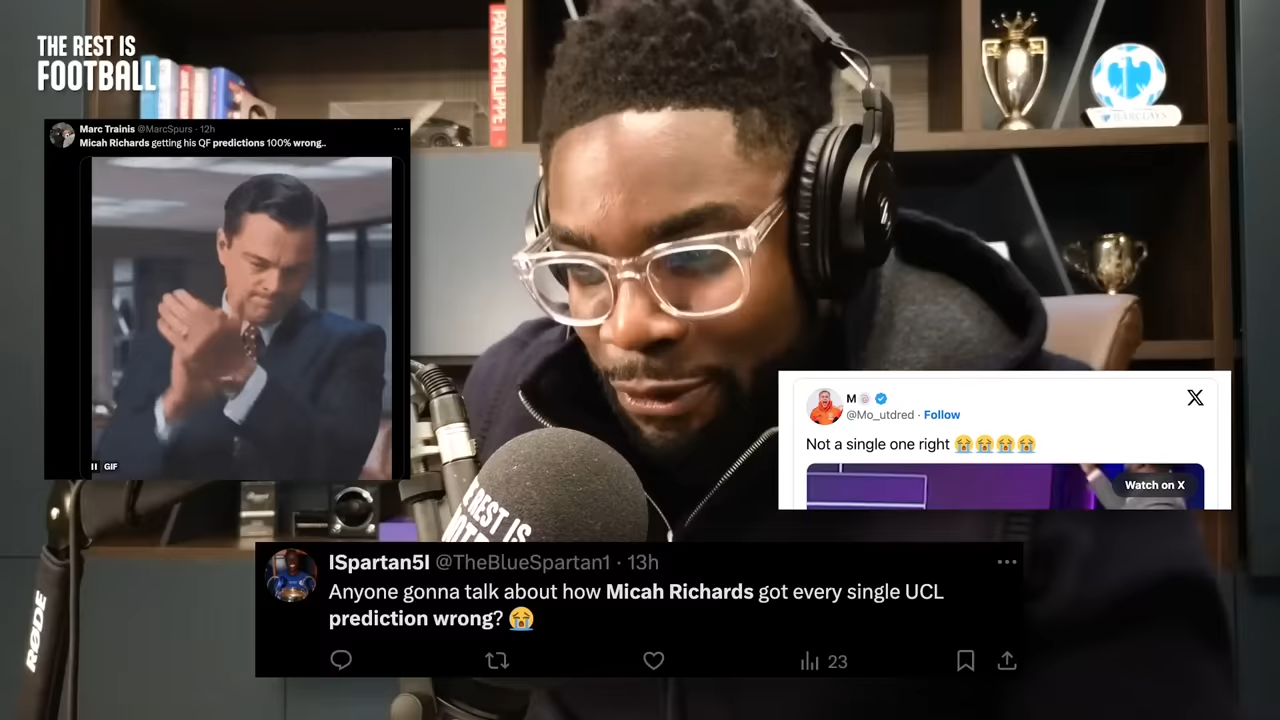 THE REST IS
FOOTBALL
PATEK PHILIPPE
BARCLAYS
Marc Trainis @MarcSpurs · 12h
Micah Richards getting his QF predictions 100% wrong..
GIF
M
@Mo_utdred · Follow
Not a single one right 😭😭😭😭
Watch on X
REST IS
RØDE
ISpartan5I @TheBlueSpartan1 · 13h
Anyone gonna talk about how Micah Richards got every single UCL
prediction wrong? 😭
23